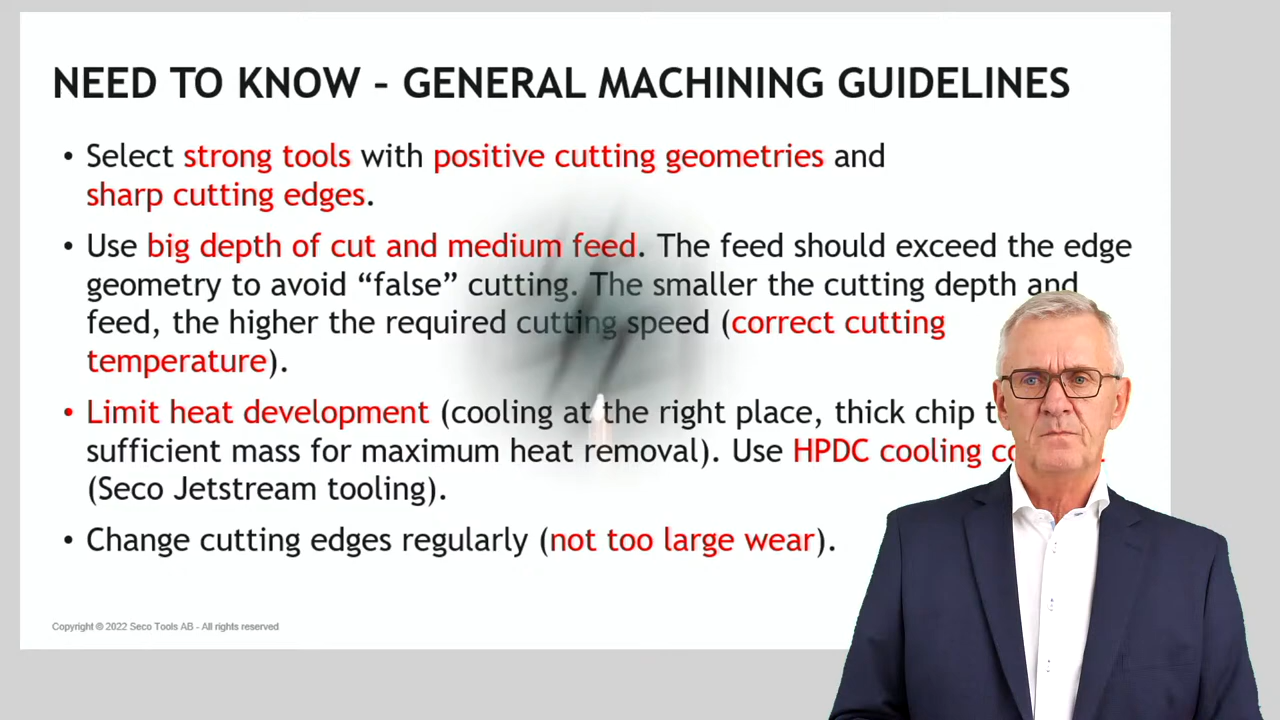 NEED TO KNOW – GENERAL MACHINING GUIDELINES
• Select strong tools with positive cutting geometries and
sharp cutting edges.
• Use big depth of cut and medium feed. The feed should exceed the edge
geometry to avoid “false” cutting. The smaller the cutting depth and
feed, the higher the required cutting speed (correct cutting
temperature).
• Limit heat development (cooling at the right place, thick chip
sufficient mass for maximum heat removal). Use HPDC cooling
(Seco Jetstream tooling).
• Change cutting edges regularly (not too large wear).
Copyright © 2022 Seco Tools AB - All rights reserved